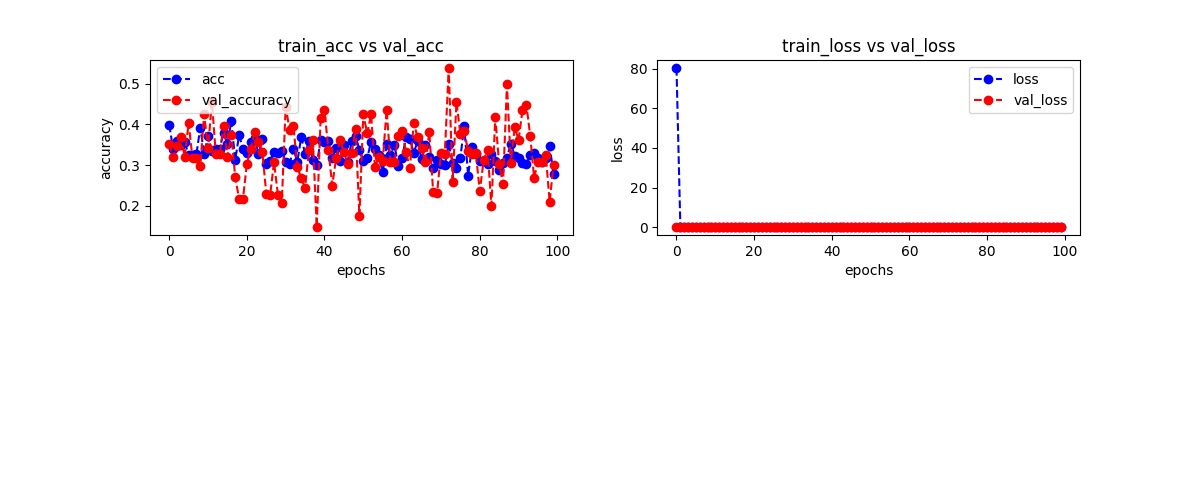 train_acc vs val_acc
acc
val_accuracy
accuracy
0.5
0.4
0.3
0.2
0 20 40 60 80 100
epochs
train_loss vs val_loss
loss
val_loss
loss
80
60
40
20
0
0 20 40 60 80 100
epochs